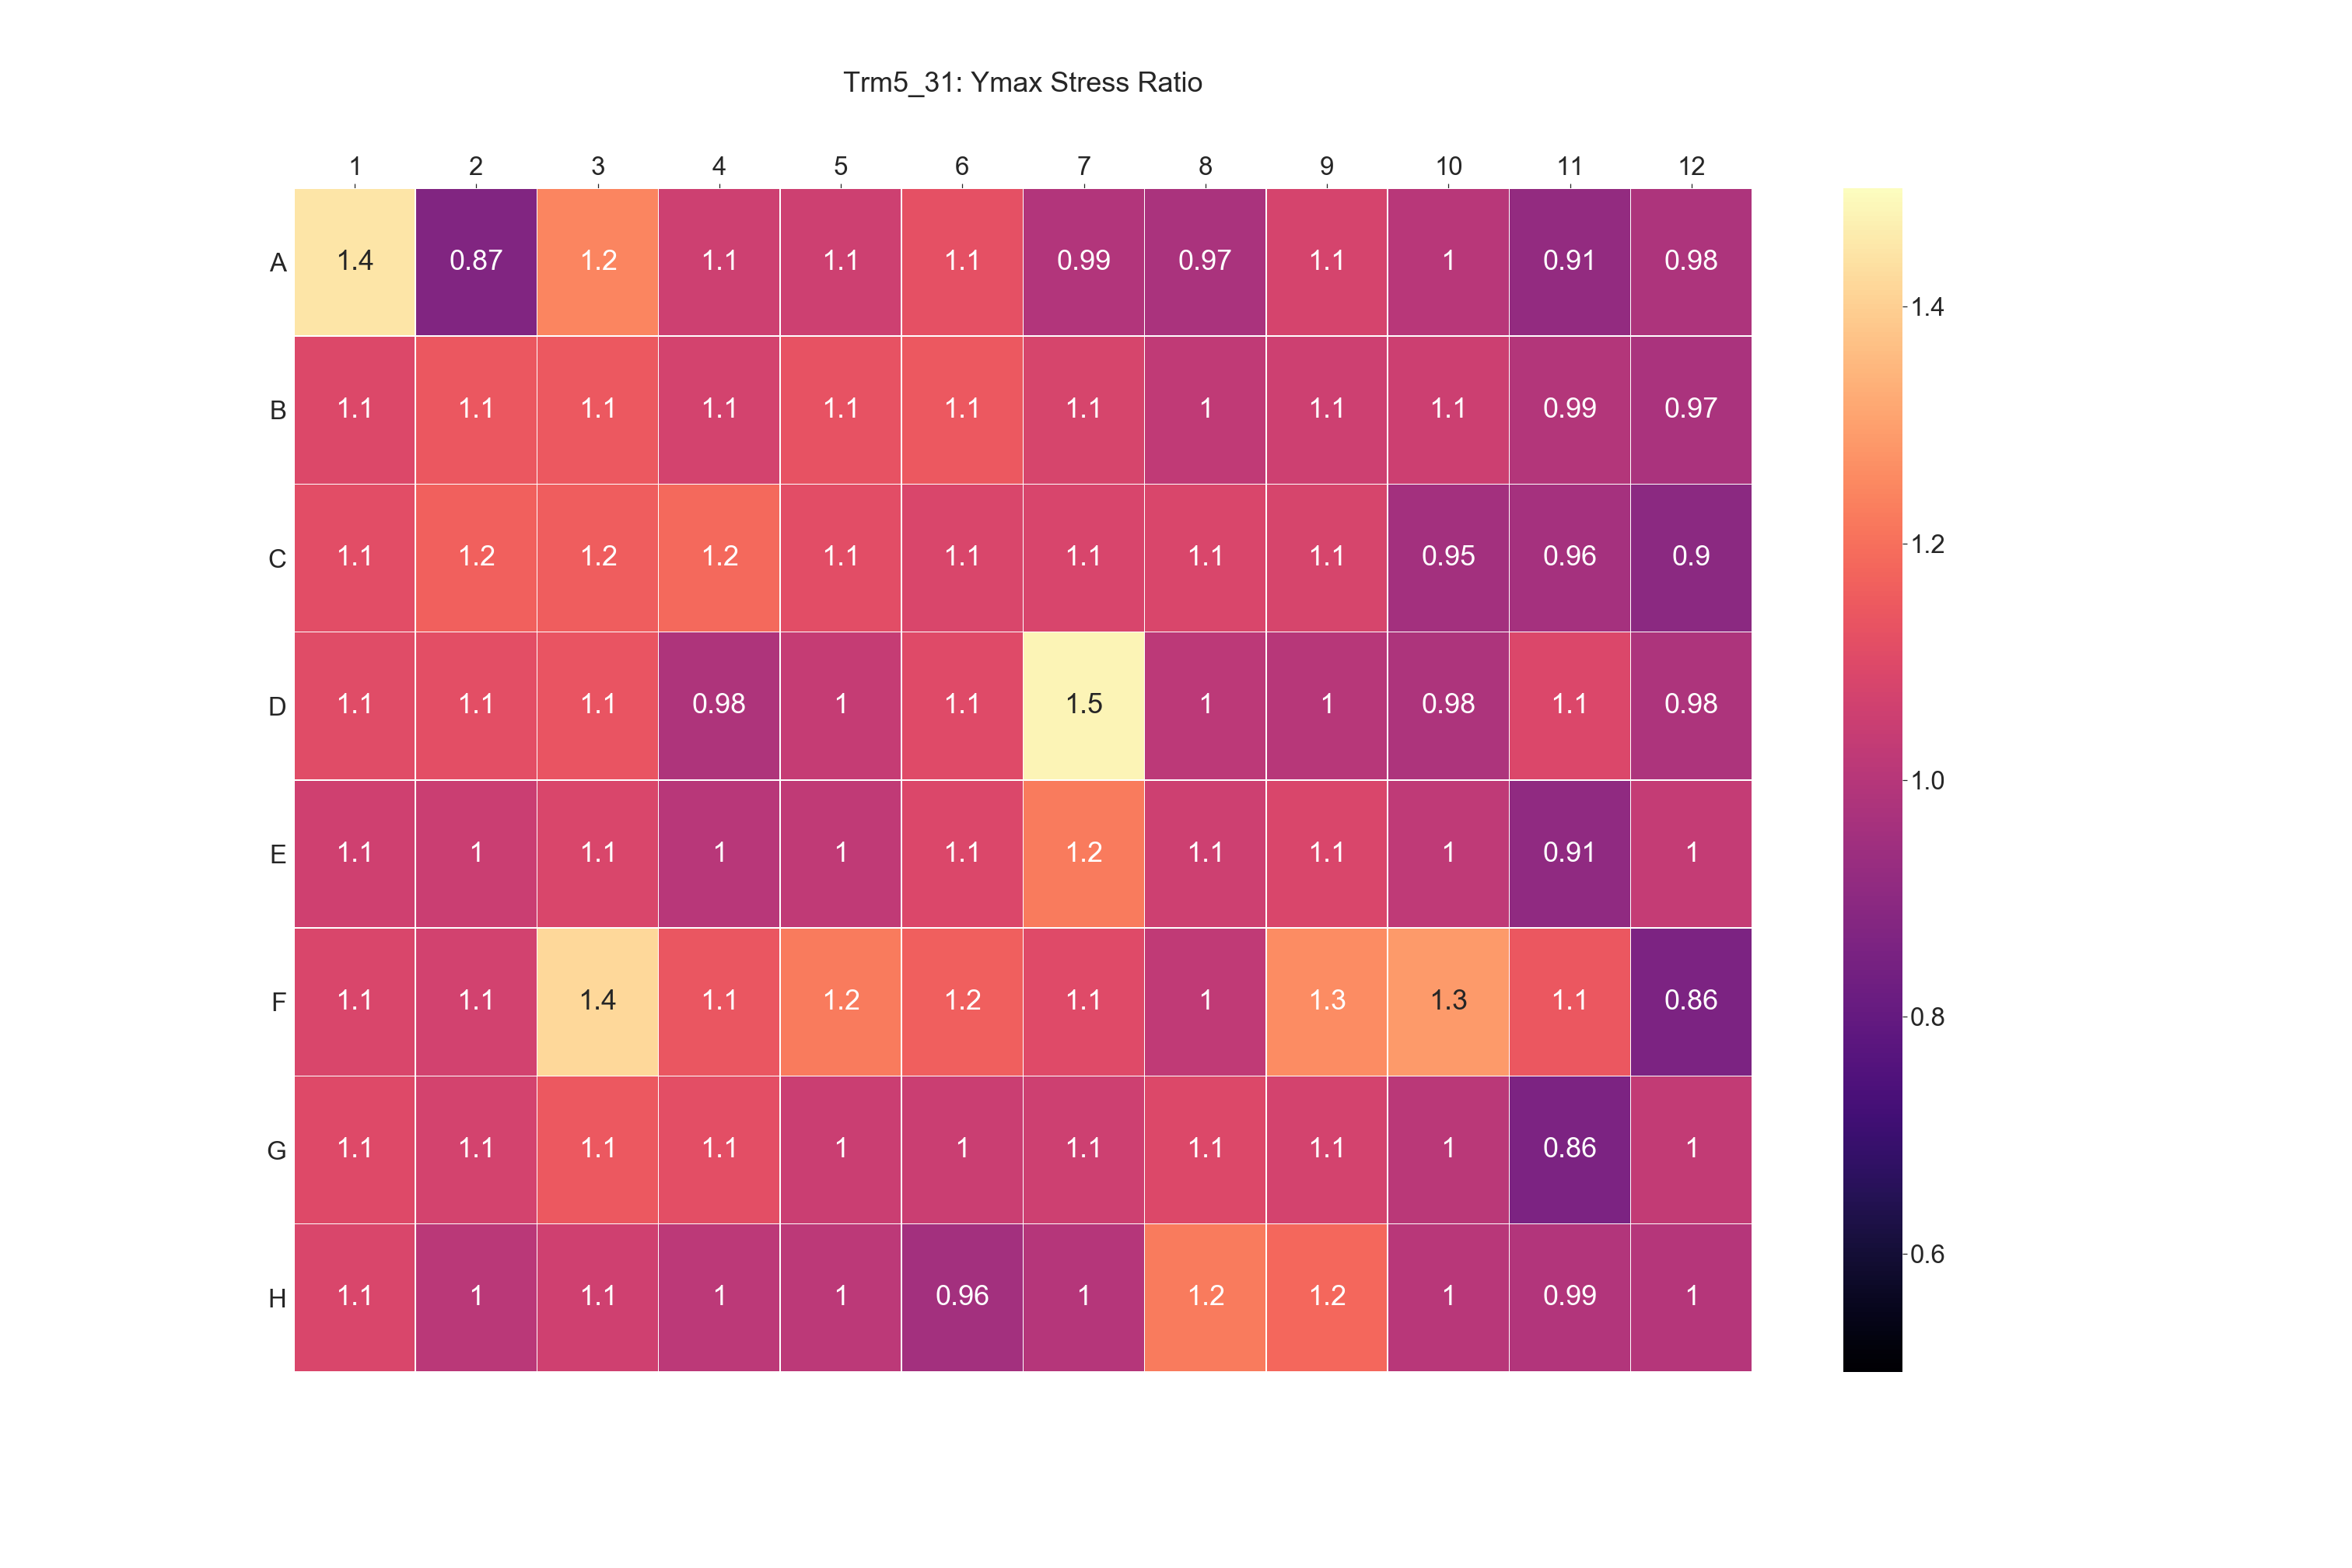 Trm5_31: Ymax Stress Ratio
1 2 3 4 5 6 7 8 9 10 11 12
A 1.4 0.87 1.2 1.1 1.1 1.1 0.99 0.97 1.1 1 0.91 0.98
1.4
B 1.1 1.1 1.1 1.1 1.1 1.1 1.1 1 1.1 1.1 0.99 0.97
C 1.1 1.2 1.2 1.2 1.1 1.1 1.1 1.1 1.1 0.95 0.96 0.9
1.2
D 1.1 1.1 1.1 0.98 1 1.1 1.5 1 1 0.98 1.1 0.98
1.0
E 1.1 1 1.1 1 1 1.1 1.2 1.1 1.1 1 0.91 1
F 1.1 1.1 1.4 1.1 1.2 1.2 1.1 1 1.3 1.3 1.1 0.86
0.8
G 1.1 1.1 1.1 1.1 1 1 1.1 1.1 1.1 1 0.86 1
0.6
H 1.1 1 1.1 1 1 0.96 1 1.2 1.2 1 0.99 1